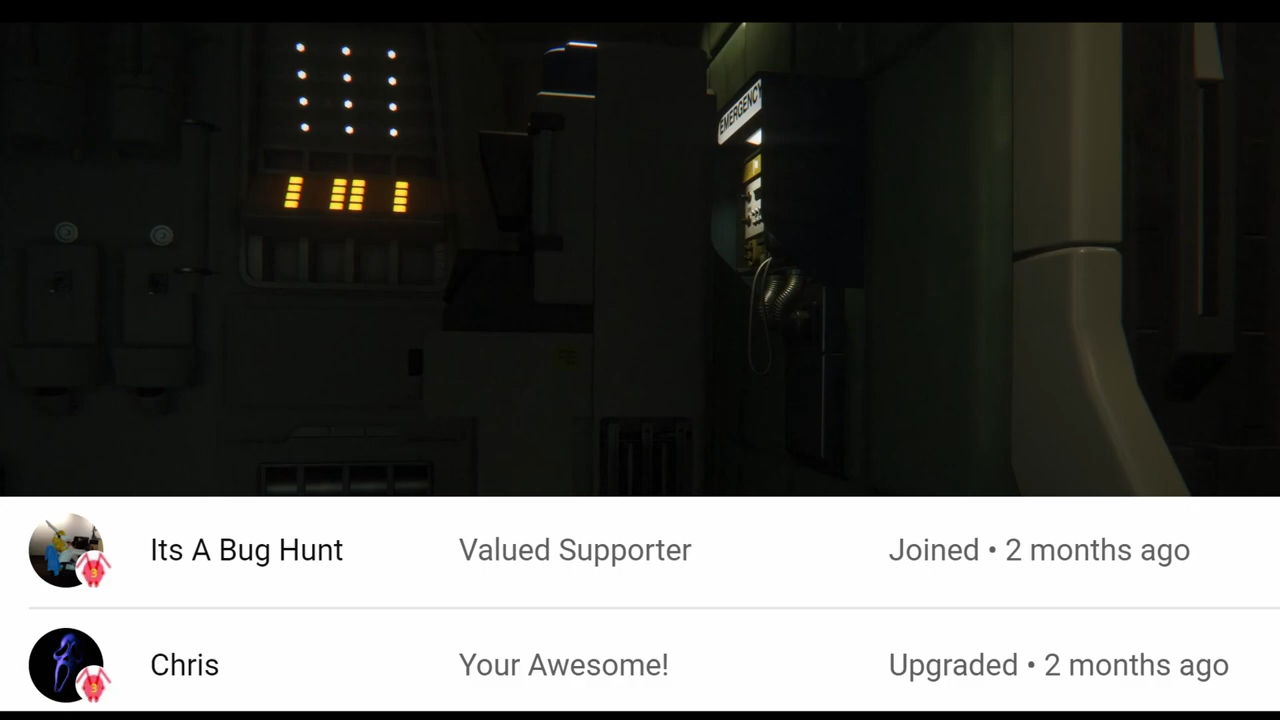 EMERGENCY
Its A Bug Hunt Valued Supporter Joined • 2 months ago
Chris Your Awesome! Upgraded • 2 months ago